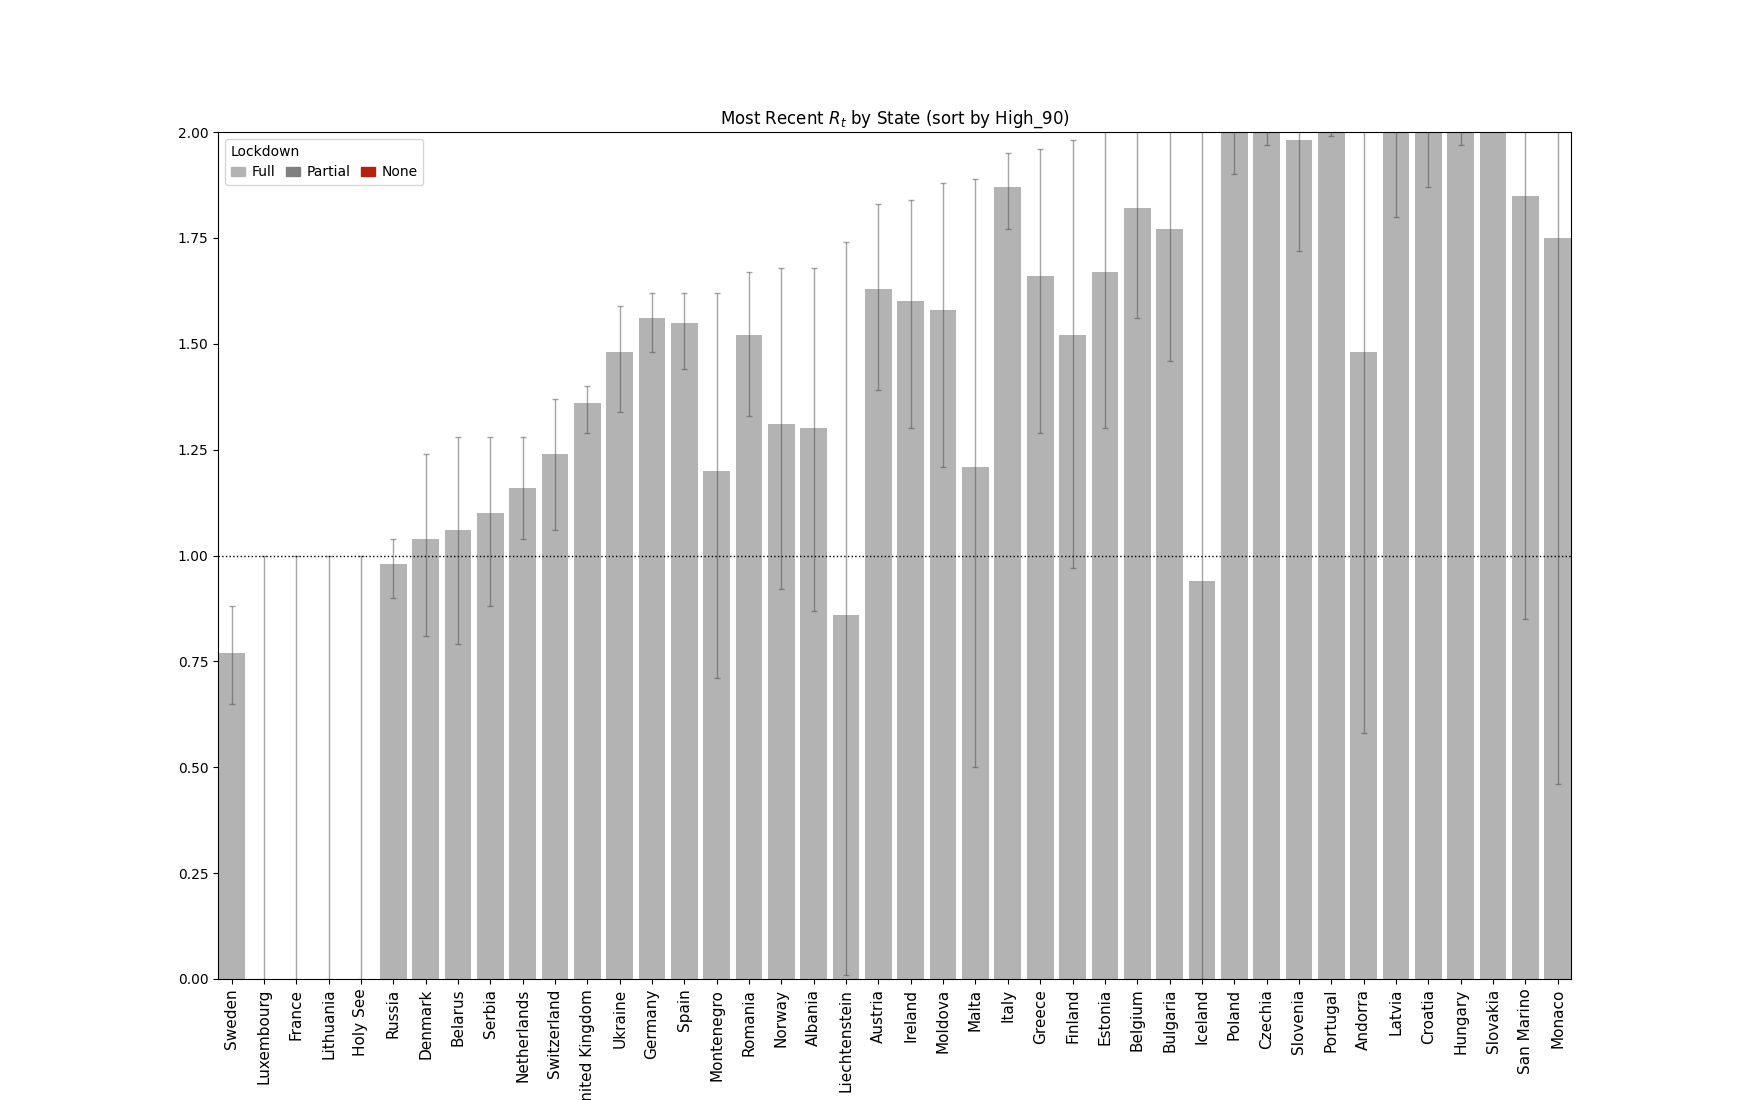 Most Recent R_t by State (sort by High_90)
Lockdown
Full Partial None
2.00
1.75
1.50
1.25
1.00
0.75
0.50
0.25
0.00
Sweden
Luxembourg
France
Lithuania
Holy See
Russia
Denmark
Belarus
Serbia
Netherlands
Switzerland
nited Kingdom
Ukraine
Germany
Spain
Montenegro
Romania
Norway
Albania
Liechtenstein
Austria
Ireland
Moldova
Malta
Italy
Greece
Finland
Estonia
Belgium
Bulgaria
Iceland
Poland
Czechia
Slovenia
Portugal
Andorra
Latvia
Croatia
Hungary
Slovakia
San Marino
Monaco